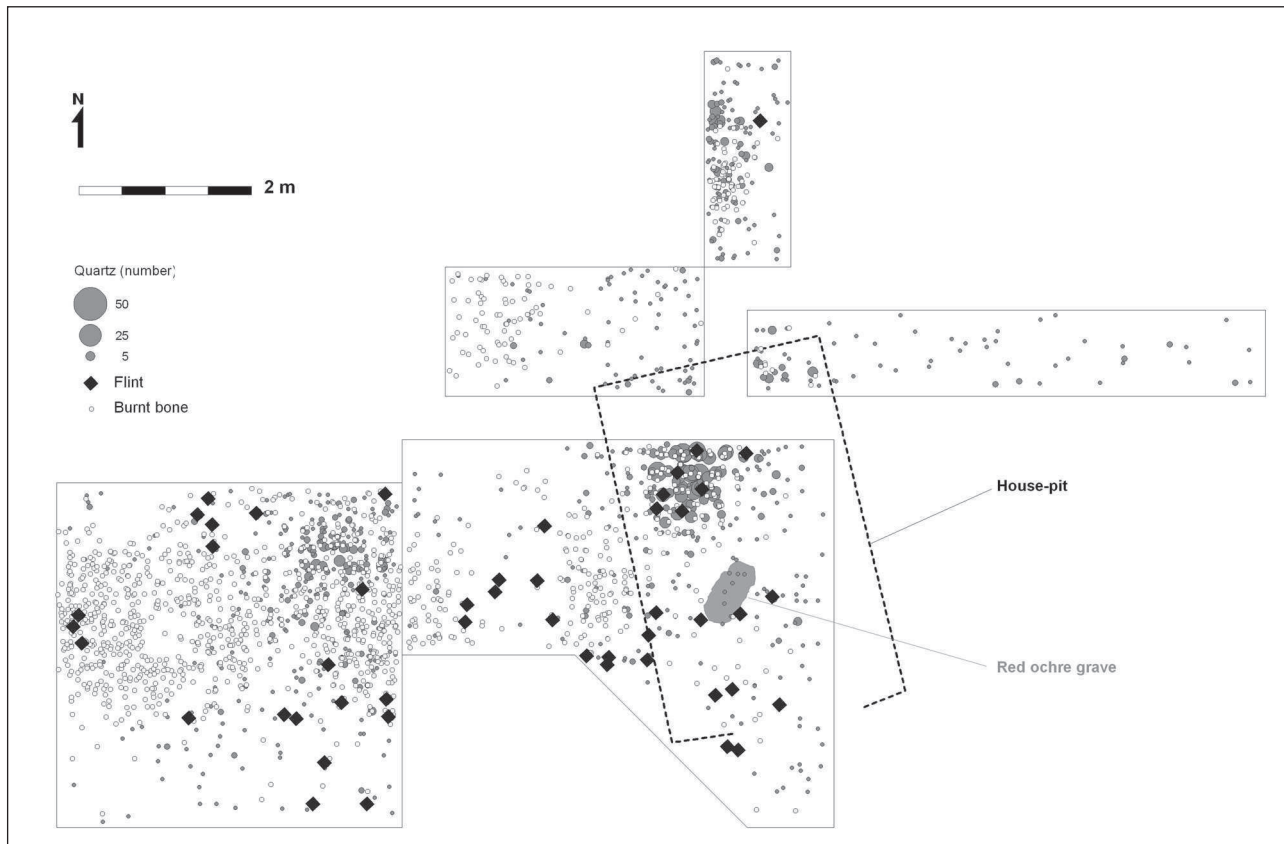 N
2 m
Quartz (number)
50
25
5
Flint
Burnt bone
House-pit
Red ochre grave